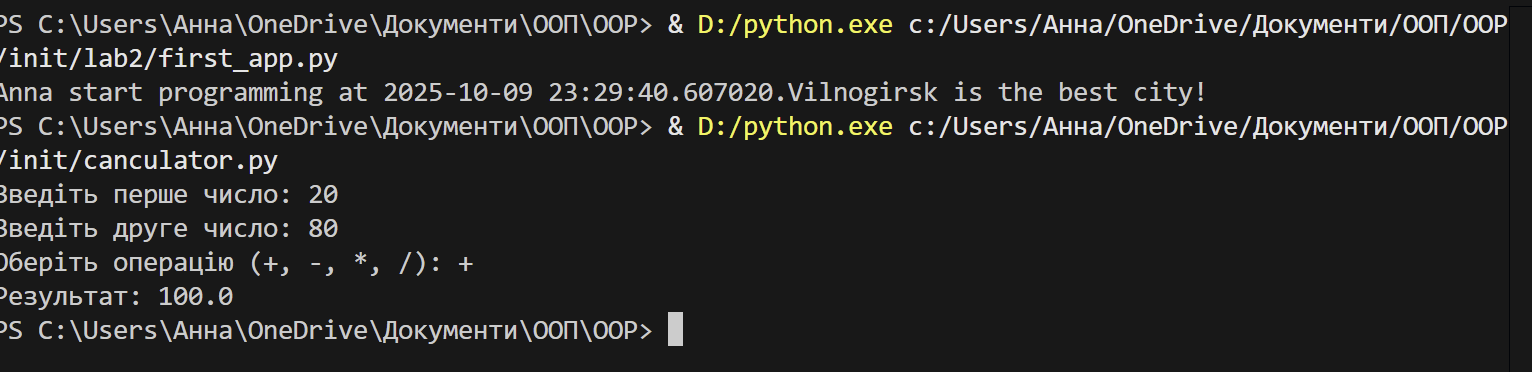 PS C:\Users\Анна\OneDrive\Документи\ООП\OOP> & D:/python.exe c:/Users/Анна/OneDrive/Документи/ООП/OOP
/init/lab2/first_app.py
Anna start programming at 2025-10-09 23:29:40.607020.Vilnogirsk is the best city!
PS C:\Users\Анна\OneDrive\Документи\ООП\OOP> & D:/python.exe c:/Users/Анна/OneDrive/Документи/ООП/OOP
/init/canculator.py
Введіть перше число: 20
Введіть друге число: 80
Оберіть операцію (+, -, *, /): +
Результат: 100.0
PS C:\Users\Анна\OneDrive\Документи\ООП\OOP>